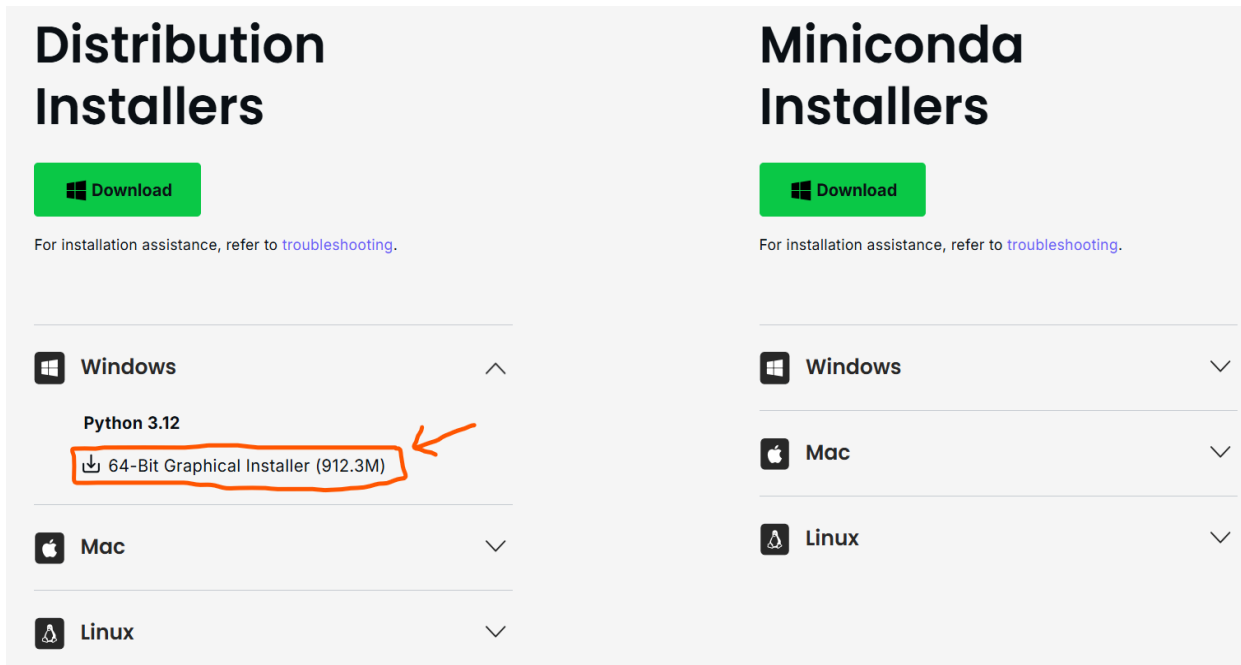 Distribution
Installers
Download
For installation assistance, refer to troubleshooting.
Windows
Python 3.12
64-Bit Graphical Installer (912.3M)
Mac
Linux
Miniconda
Installers
Download
For installation assistance, refer to troubleshooting.
Windows
Mac
Linux